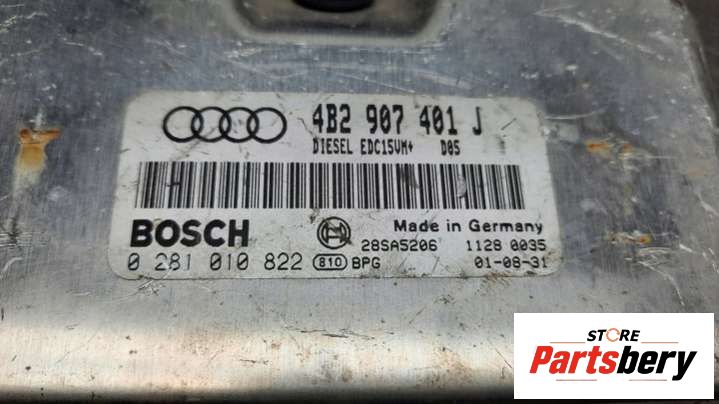 4B2 907 401 J
DIESEL EDC15VM+ D05
BOSCH
Made in Germany
28SA5206 1128 0035
0 281 010 822 810 BPG 01-08-31
STORE
Partsbery